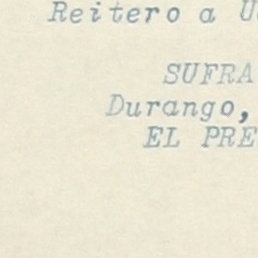 Reitero a U
SUFRA
Durango,
EL PRE